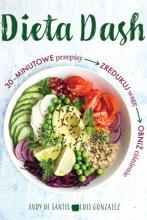 Dieta Dash
30-MINUTOWE przepisy → ZREDUKUJ wagę → OBNIŻ ciśnienie
ANDY DE SANTIS LUIS GONZALEZ